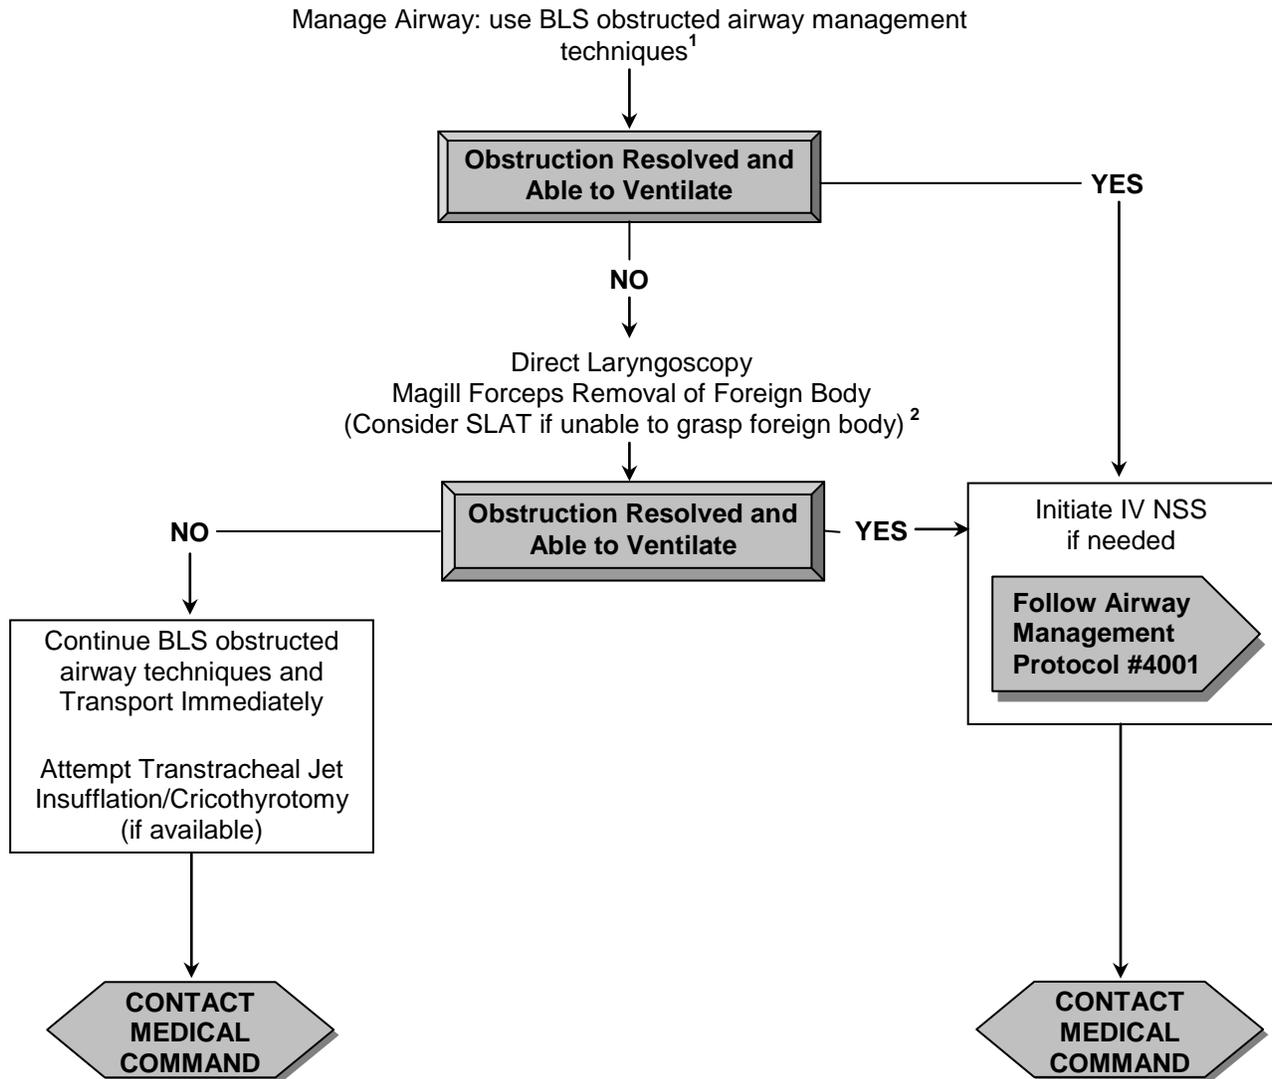 Manage Airway: use BLS obstructed airway management
techniques1
Obstruction Resolved and
Able to Ventilate
YES
NO
Direct Laryngoscopy
Magill Forceps Removal of Foreign Body
(Consider SLAT if unable to grasp foreign body) 2
Obstruction Resolved and
Able to Ventilate
NO
YES
Initiate IV NSS
if needed
Follow Airway
Management
Protocol #4001
Continue BLS obstructed
airway techniques and
Transport Immediately
Attempt Transtracheal Jet
Insufflation/Cricothyrotomy
(if available)
CONTACT
MEDICAL
COMMAND
CONTACT
MEDICAL
COMMAND